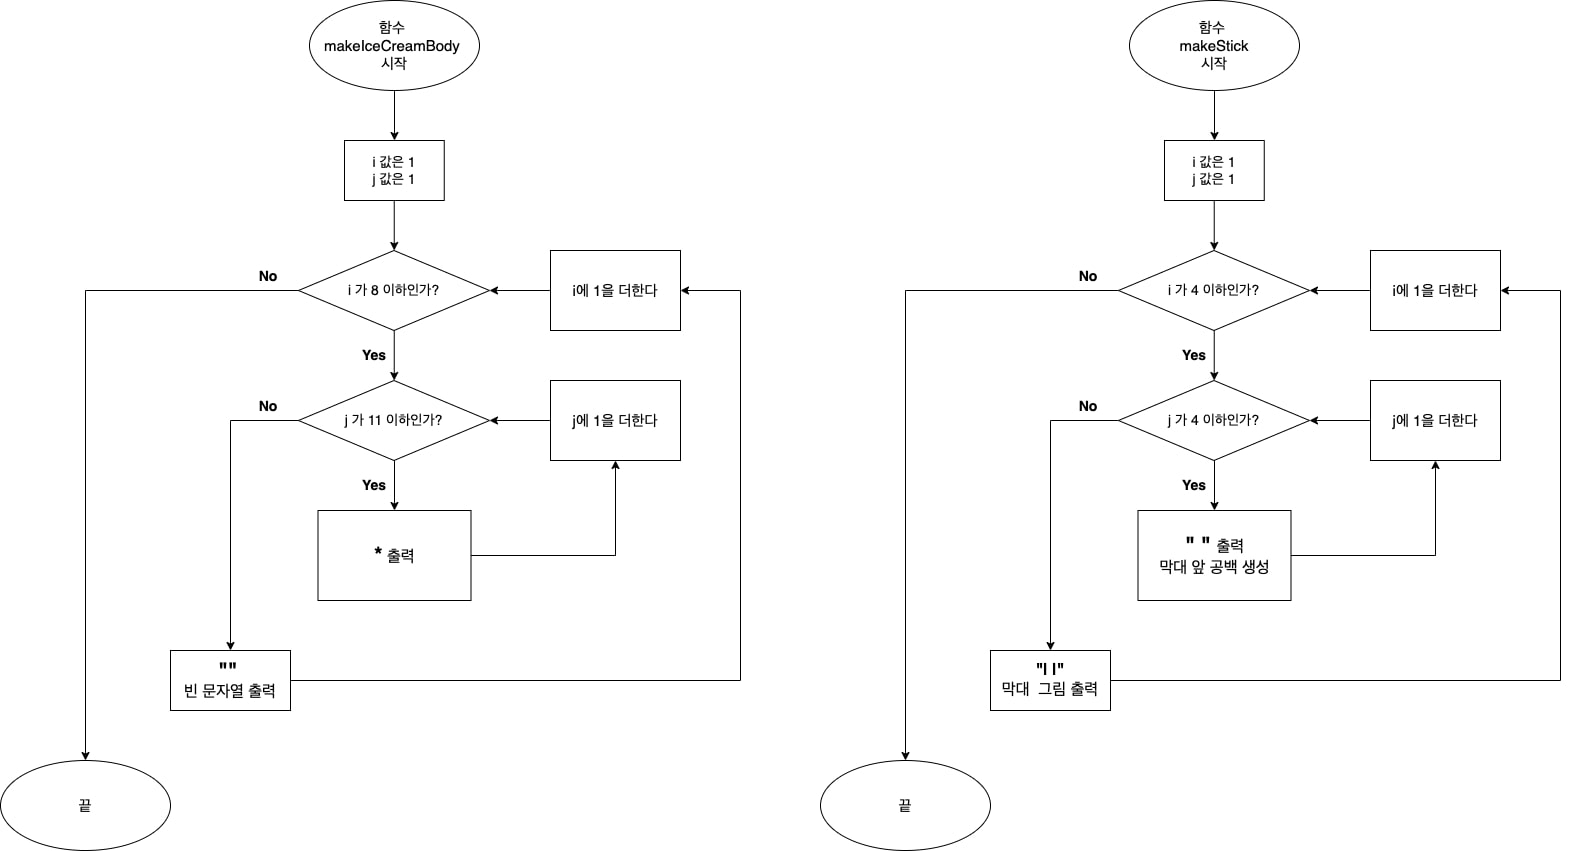 함수
makeIceCreamBody
시작
i 값은 1
j 값은 1
No
i 가 8 이하인가?
i에 1을 더한다
Yes
No
j 가 11 이하인가?
j에 1을 더한다
Yes
* 출력
""
빈 문자열 출력
끝
함수
makeStick
시작
i 값은 1
j 값은 1
No
i 가 4 이하인가?
i에 1을 더한다
Yes
No
j 가 4 이하인가?
j에 1을 더한다
Yes
" " 출력
막대 앞 공백 생성
"| |"
막대 그림 출력
끝